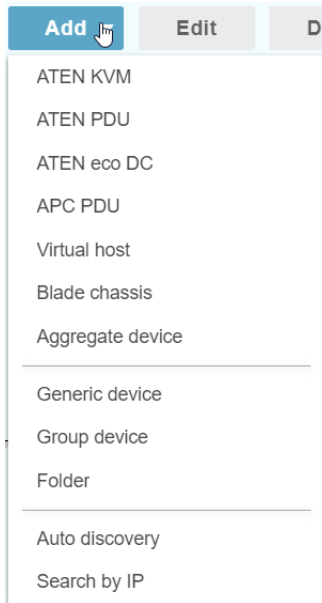 Add Edit D
ATEN KVM
ATEN PDU
ATEN eco DC
APC PDU
Virtual host
Blade chassis
Aggregate device
Generic device
Group device
Folder
Auto discovery
Search by IP